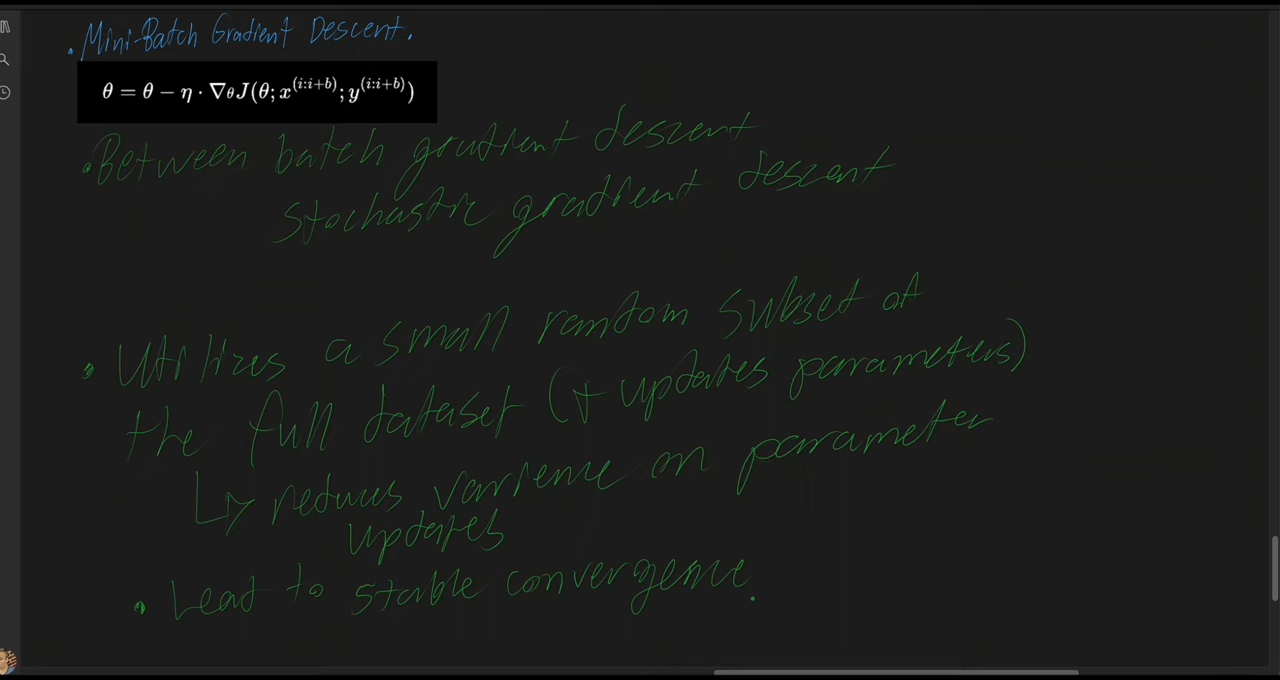 . Mini-Batch Gradient Descent.
θ = θ − η · ∇θJ(θ; x^(i:i+b); y^(i:i+b))
• Between batch gradient descent
stochastic gradient descent
• Utilizes a small random subset of
the full dataset (+ updates parameters)
↳ reduces varience on parameter
updates
• Lead to stable convergence.